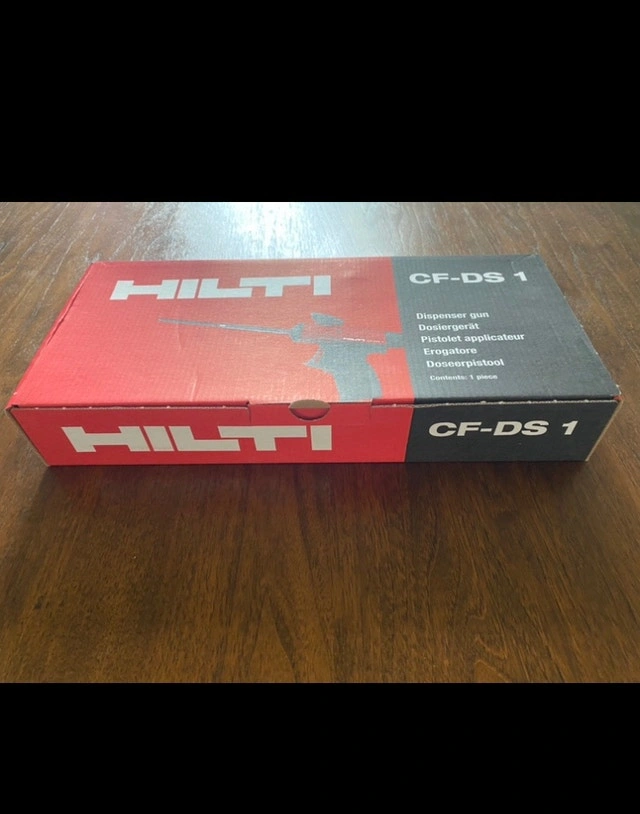 HILTI
CF-DS 1
Dispenser gun
Dosiergerät
Pistolet applicateur
Erogatore
Doseerpistool
Contents: 1 piece
HILTI
CF-DS 1